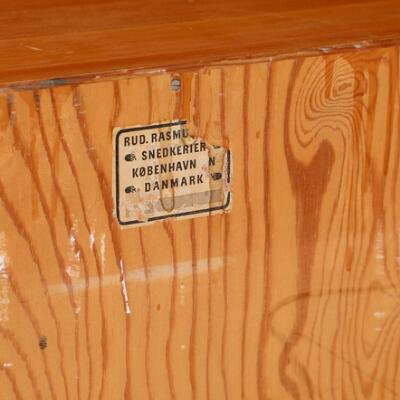 RUD. RASMU
SNEDKERIER
KØBENHAVN N
DANMARK